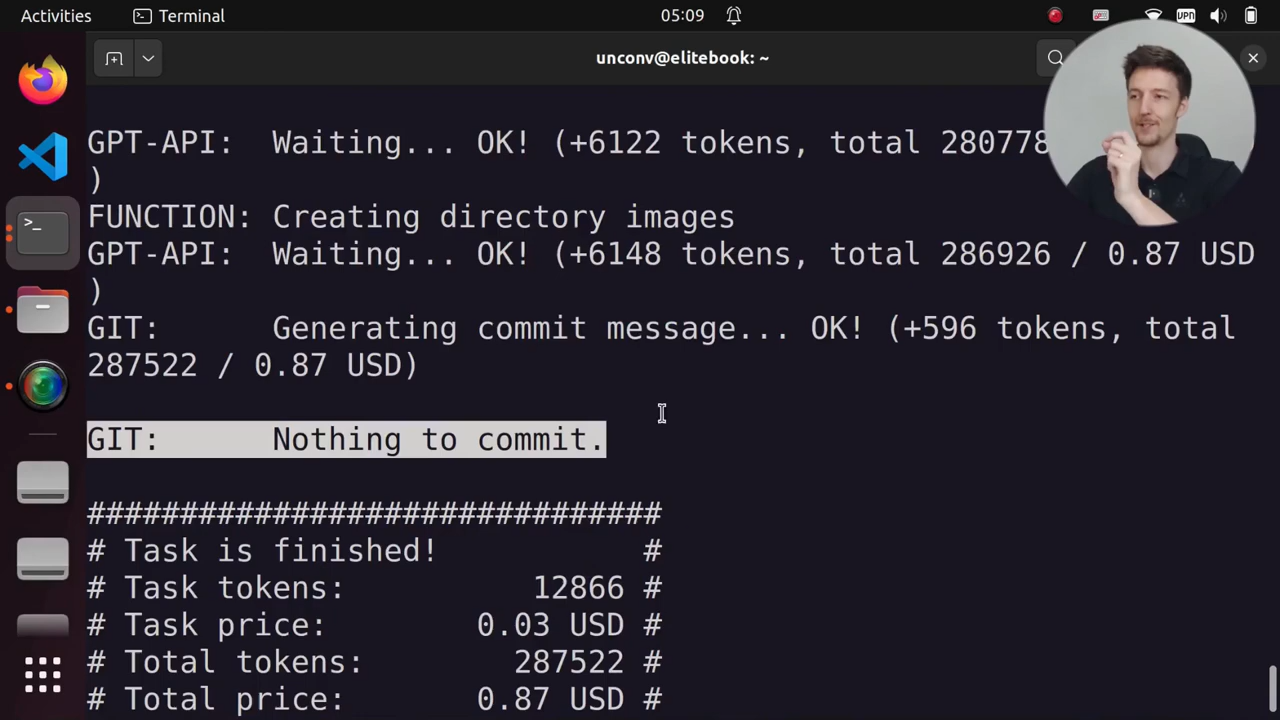 Activities
Terminal
05:09
VPN
unconv@elitebook: ~
GPT-API:  Waiting... OK! (+6122 tokens, total 280778
)
FUNCTION: Creating directory images
GPT-API:  Waiting... OK! (+6148 tokens, total 286926 / 0.87 USD
)
GIT:      Generating commit message... OK! (+596 tokens, total
287522 / 0.87 USD)
GIT:      Nothing to commit.
###############################
# Task is finished!           #
# Task tokens:          12866 #
# Task price:        0.03 USD #
# Total tokens:        287522 #
# Total price:       0.87 USD #